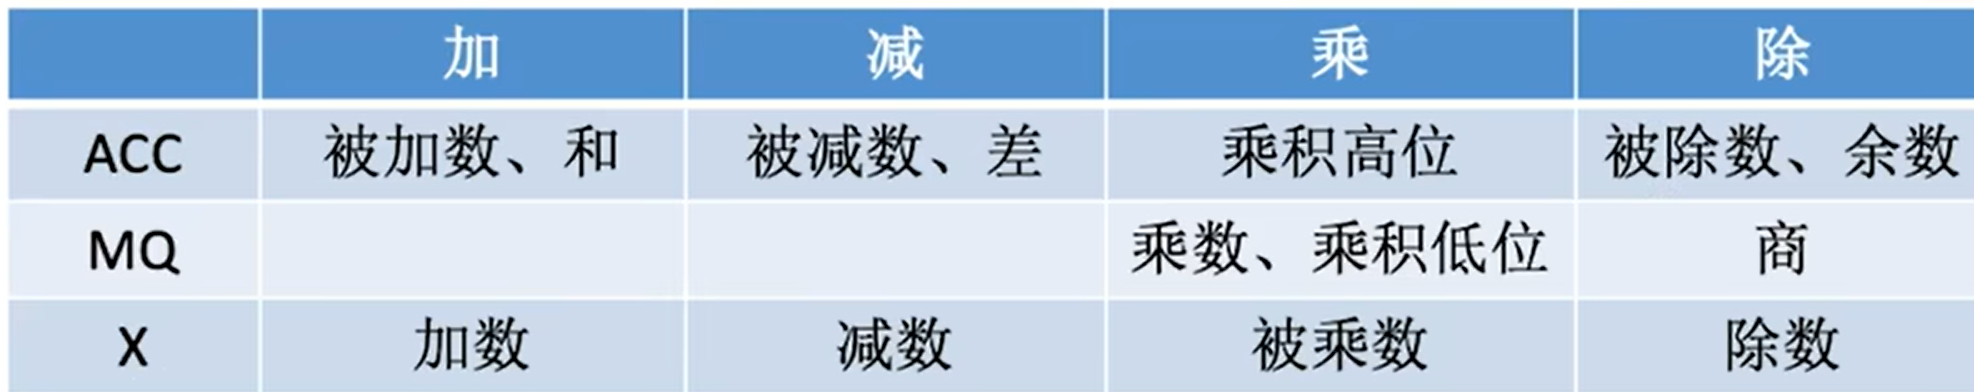 加 减 乘 除
ACC 被加数、和 被减数、差 乘积高位 被除数、余数
MQ 乘数、乘积低位 商
X 加数 减数 被乘数 除数